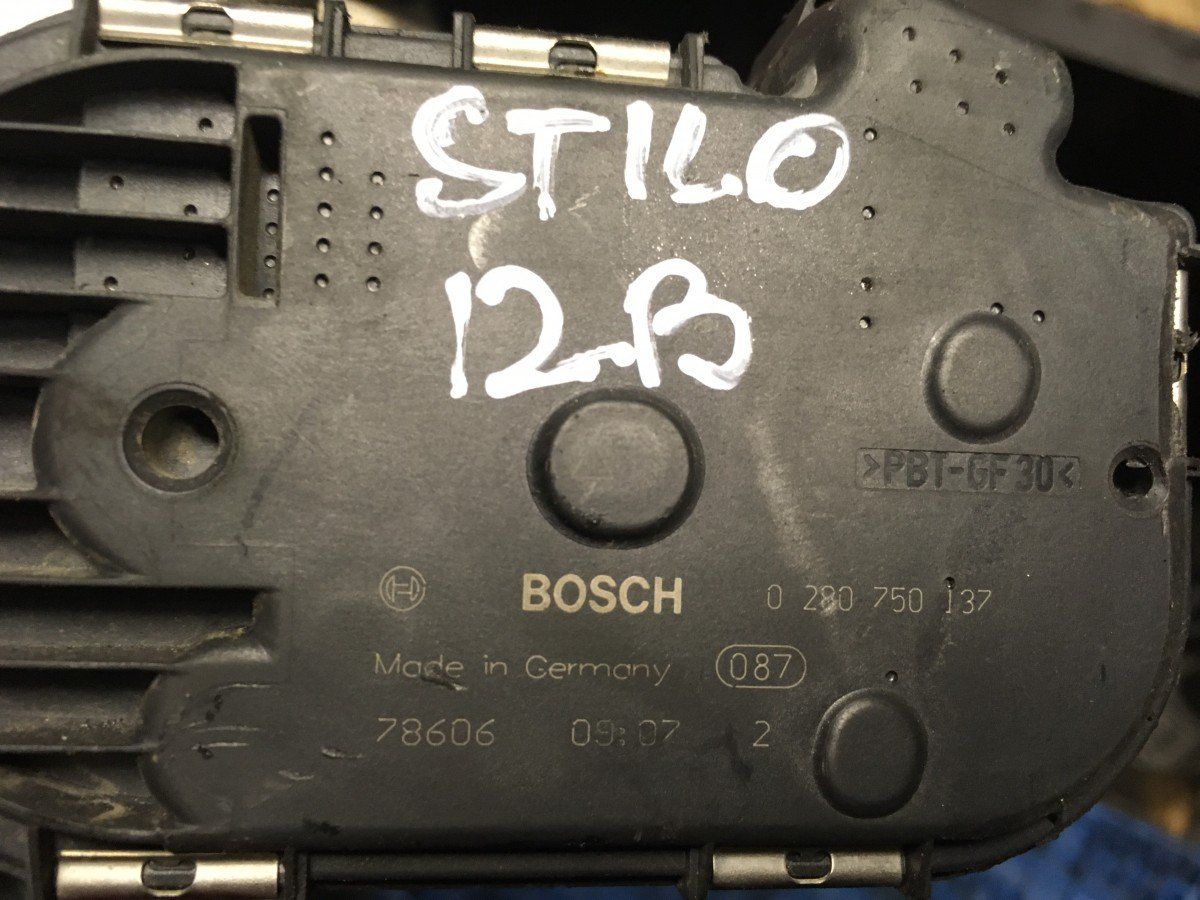 STILO
12.B
>PBT-GF30<
BOSCH 0 280 750 137
Made in Germany 087
78606 09:07 2